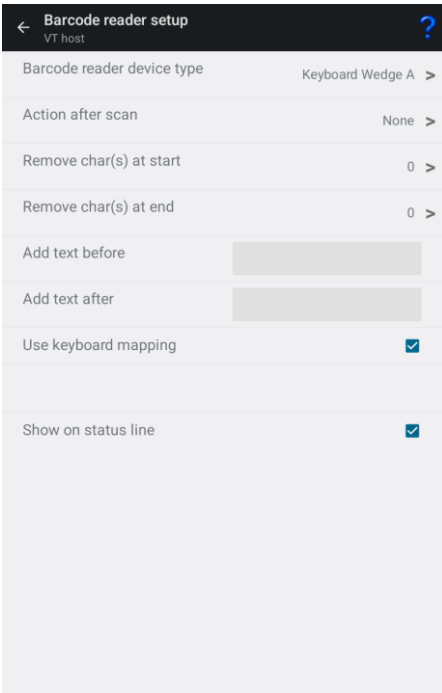 Barcode reader setup
VT host
?
Barcode reader device type Keyboard Wedge A >
Action after scan None >
Remove char(s) at start 0 >
Remove char(s) at end 0 >
Add text before
Add text after
Use keyboard mapping
Show on status line